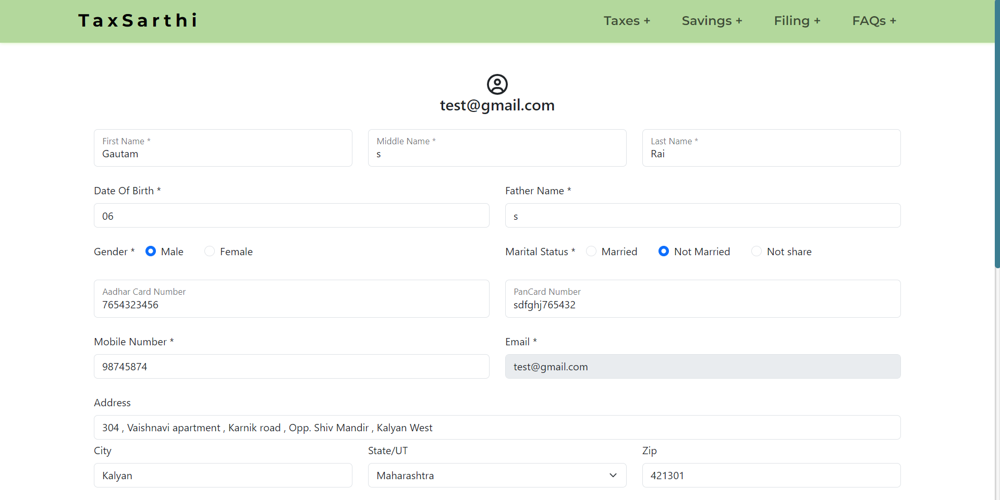 TaxSarthi Taxes + Savings + Filing + FAQs +
test@gmail.com
First Name * Middle Name * Last Name *
Gautam s Rai
Date Of Birth * Father Name *
06 s
Gender * Male Female Marital Status * Married Not Married Not share
Aadhar Card Number PanCard Number
7654323456 sdfghj765432
Mobile Number * Email *
98745874 test@gmail.com
Address
304 , Vaishnavi apartment , Karnik road , Opp. Shiv Mandir , Kalyan West
City State/UT Zip
Kalyan Maharashtra 421301